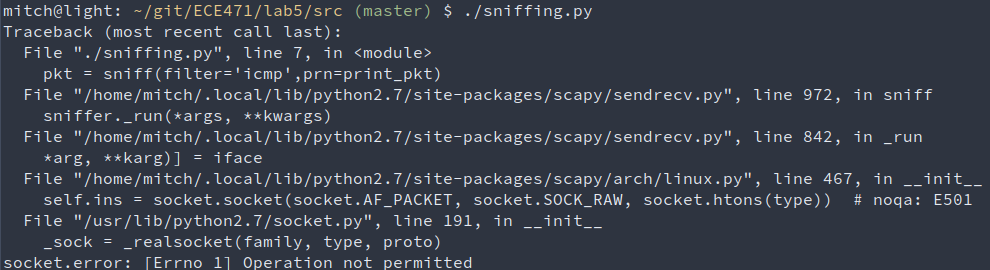 mitch@light: ~/git/ECE471/lab5/src (master) $ ./sniffing.py
Traceback (most recent call last):
  File "./sniffing.py", line 7, in <module>
    pkt = sniff(filter='icmp',prn=print_pkt)
  File "/home/mitch/.local/lib/python2.7/site-packages/scapy/sendrecv.py", line 972, in sniff
    sniffer._run(*args, **kwargs)
  File "/home/mitch/.local/lib/python2.7/site-packages/scapy/sendrecv.py", line 842, in _run
    *arg, **karg)] = iface
  File "/home/mitch/.local/lib/python2.7/site-packages/scapy/arch/linux.py", line 467, in __init__
    self.ins = socket.socket(socket.AF_PACKET, socket.SOCK_RAW, socket.htons(type))  # noqa: E501
  File "/usr/lib/python2.7/socket.py", line 191, in __init__
    _sock = _realsocket(family, type, proto)
socket.error: [Errno 1] Operation not permitted